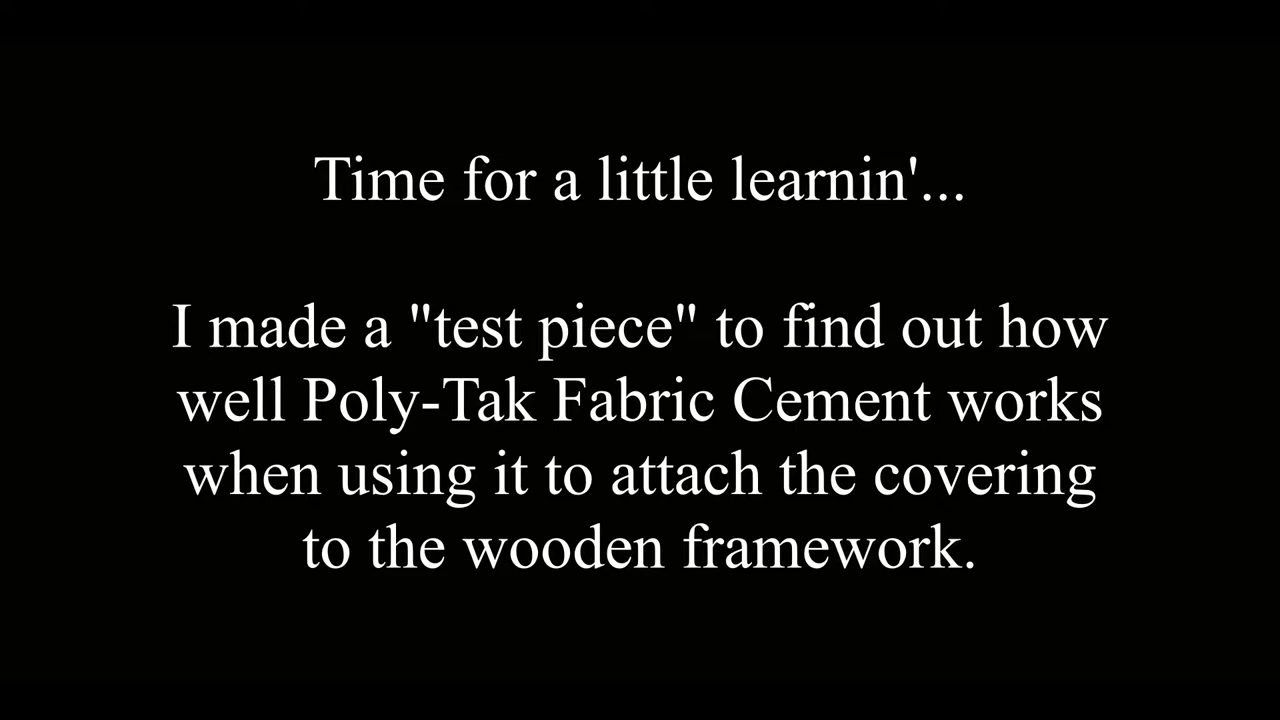 Time for a little learnin'...
I made a "test piece" to find out how
well Poly-Tak Fabric Cement works
when using it to attach the covering
to the wooden framework.